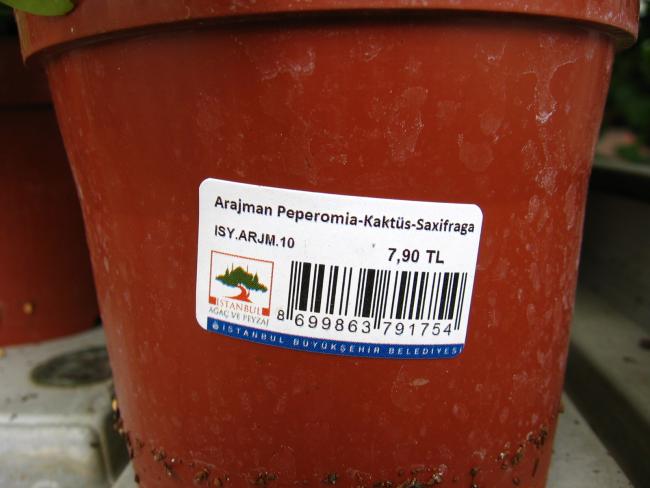 Arajman Peperomia-Kaktüs-Saxifraga
ISY.ARJM.10
7,90 TL
İSTANBUL
AĞAÇ VE PEYZAJ
8 699863 791754
İSTANBUL BÜYÜKŞEHİR BELEDİYESİ